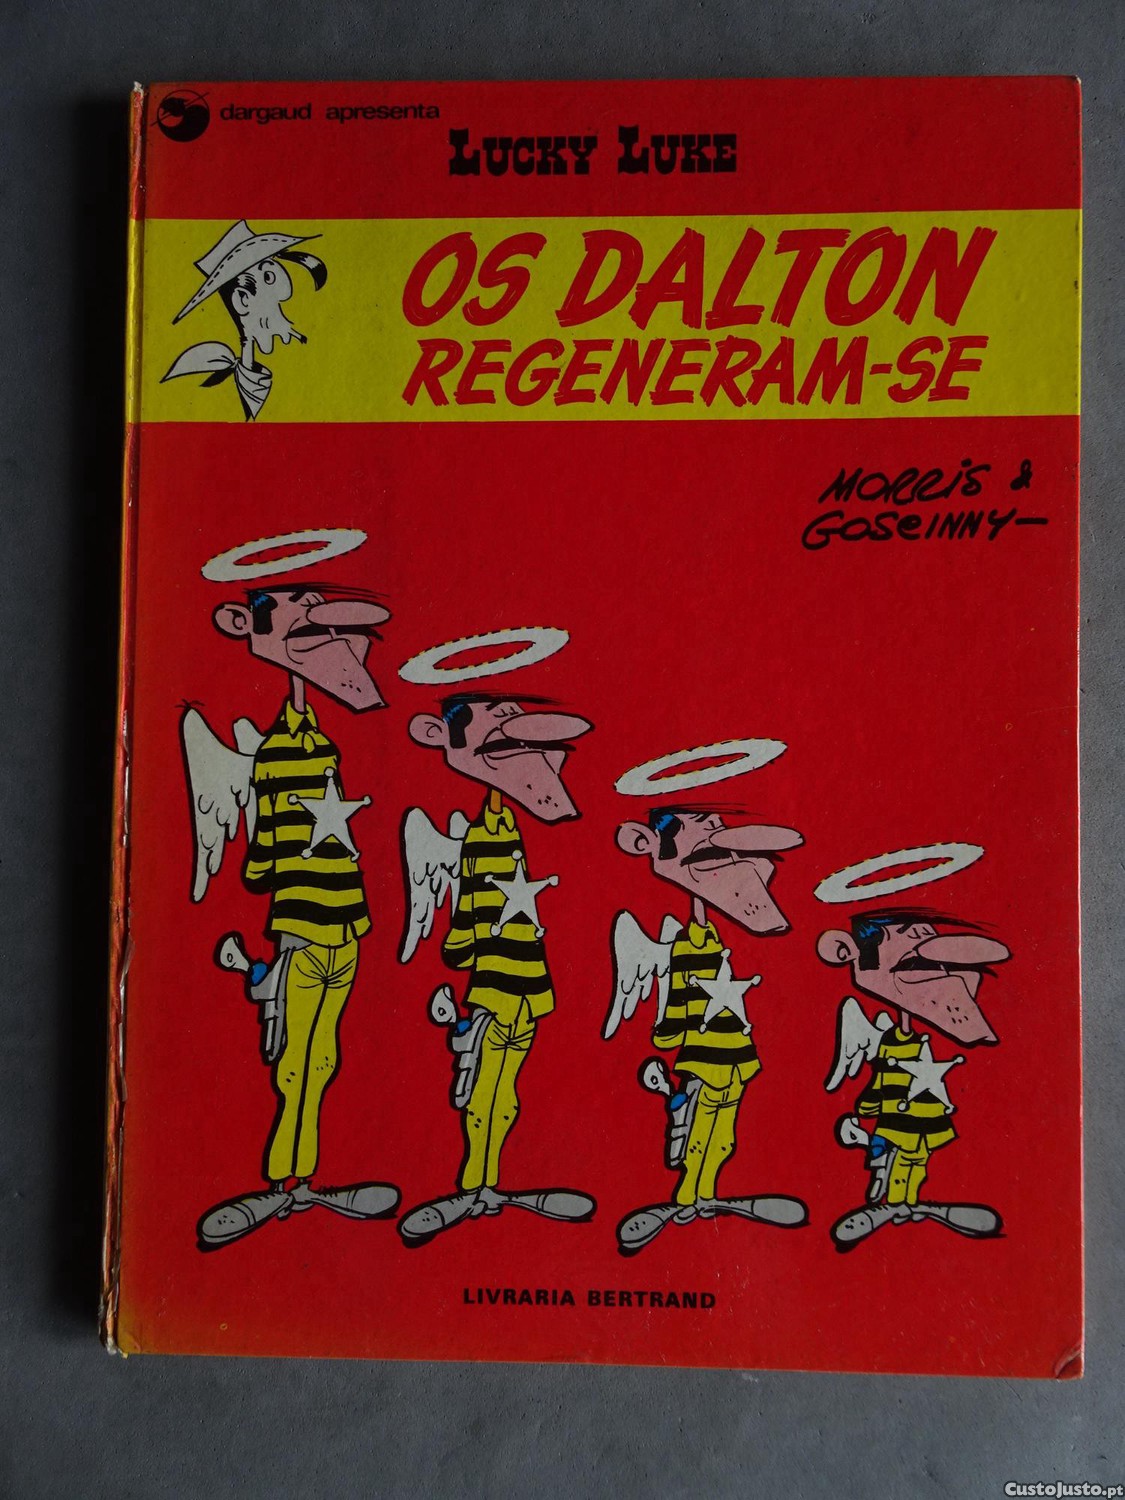 dargaud apresenta
LUCKY LUKE
OS DALTON
REGENERAM-SE
MORRIS &
GOSCINNY-
LIVRARIA BERTRAND
CustoJusto.pt